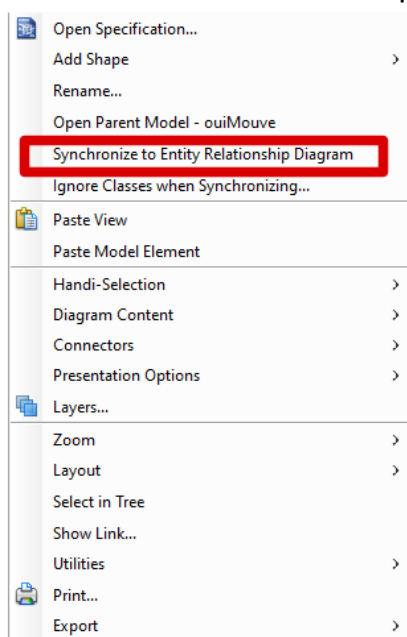 Open Specification...
Add Shape
Rename...
Open Parent Model - ouiMouve
Synchronize to Entity Relationship Diagram
Ignore Classes when Synchronizing...
Paste View
Paste Model Element
Handi-Selection
Diagram Content
Connectors
Presentation Options
Layers...
Zoom
Layout
Select in Tree
Show Link...
Utilities
Print...
Export